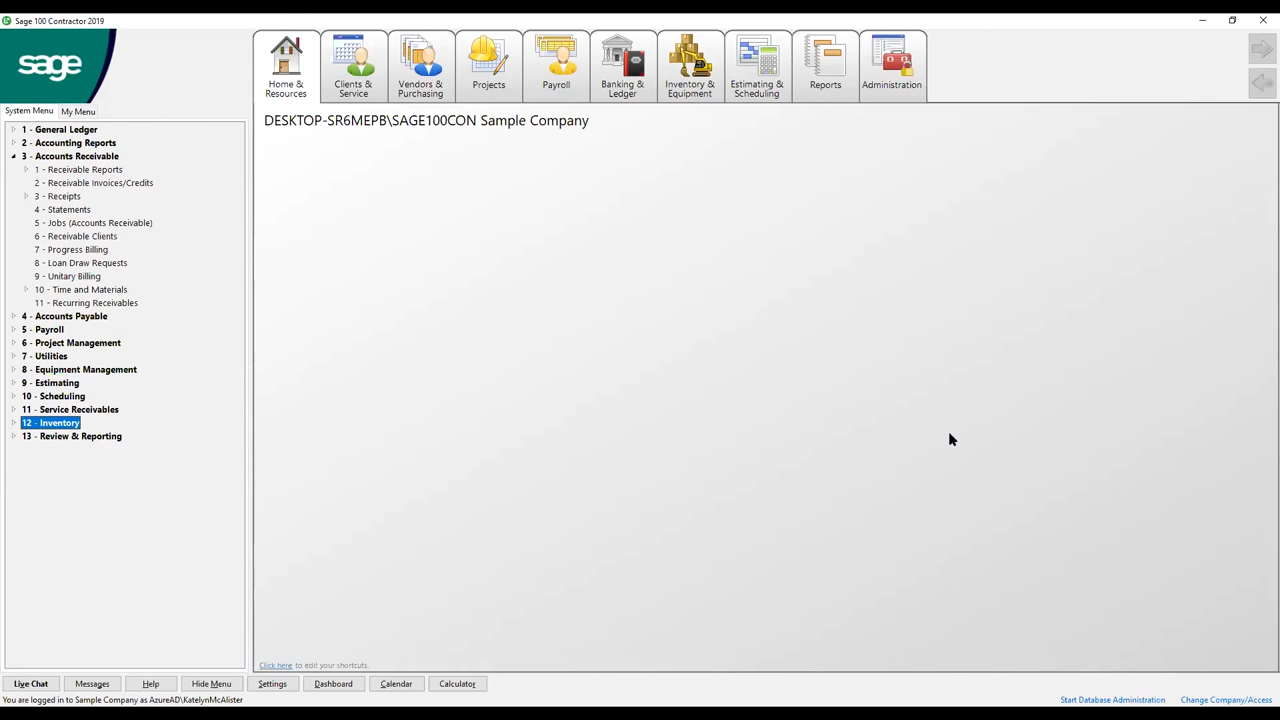 Sage 100 Contractor 2019
sage
Home & Resources
Clients & Service
Vendors & Purchasing
Projects
Payroll
Banking & Ledger
Inventory & Equipment
Estimating & Scheduling
Reports
Administration
System Menu
My Menu
DESKTOP-SR6MEPB\SAGE100CON Sample Company
1 - General Ledger
2 - Accounting Reports
3 - Accounts Receivable
1 - Receivable Reports
2 - Receivable Invoices/Credits
3 - Receipts
4 - Statements
5 - Jobs (Accounts Receivable)
6 - Receivable Clients
7 - Progress Billing
8 - Loan Draw Requests
9 - Unitary Billing
10 - Time and Materials
11 - Recurring Receivables
4 - Accounts Payable
5 - Payroll
6 - Project Management
7 - Utilities
8 - Equipment Management
9 - Estimating
10 - Scheduling
11 - Service Receivables
12 - Inventory
13 - Review & Reporting
Click here to edit your shortcuts.
Live Chat
Messages
Help
Hide Menu
Settings
Dashboard
Calendar
Calculator
You are logged in to Sample Company as AzureAD\KatelynMcAlister
Start Database Administration
Change Company/Access